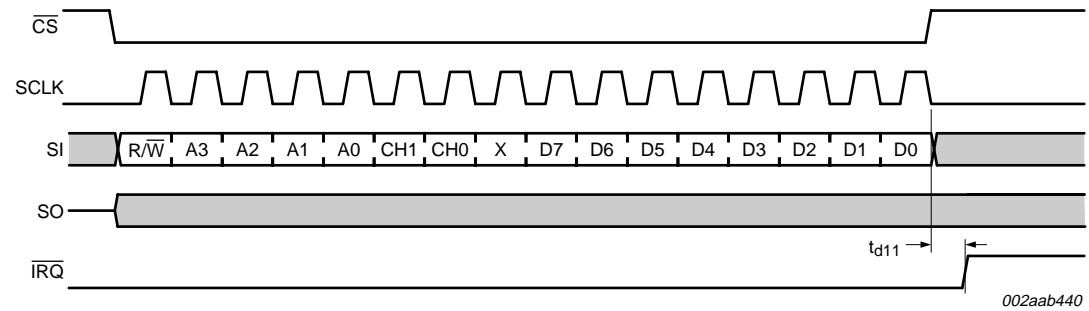 CS
SCLK
SI R/W A3 A2 A1 A0 CH1 CH0 X D7 D6 D5 D4 D3 D2 D1 D0
SO
td11
IRQ
002aab440